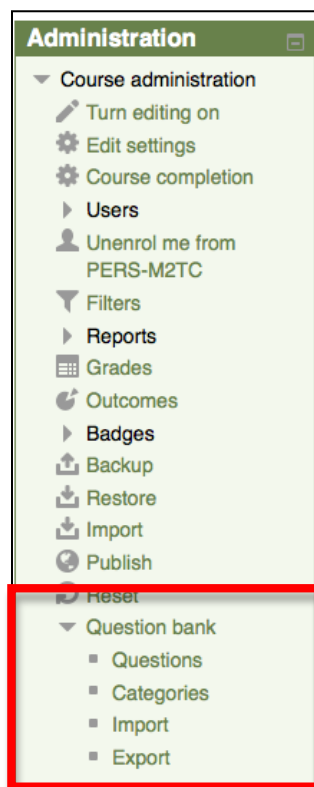 Administration
Course administration
Turn editing on
Edit settings
Course completion
Users
Unenrol me from
PERS-M2TC
Filters
Reports
Grades
Outcomes
Badges
Backup
Restore
Import
Publish
Reset
Question bank
Questions
Categories
Import
Export